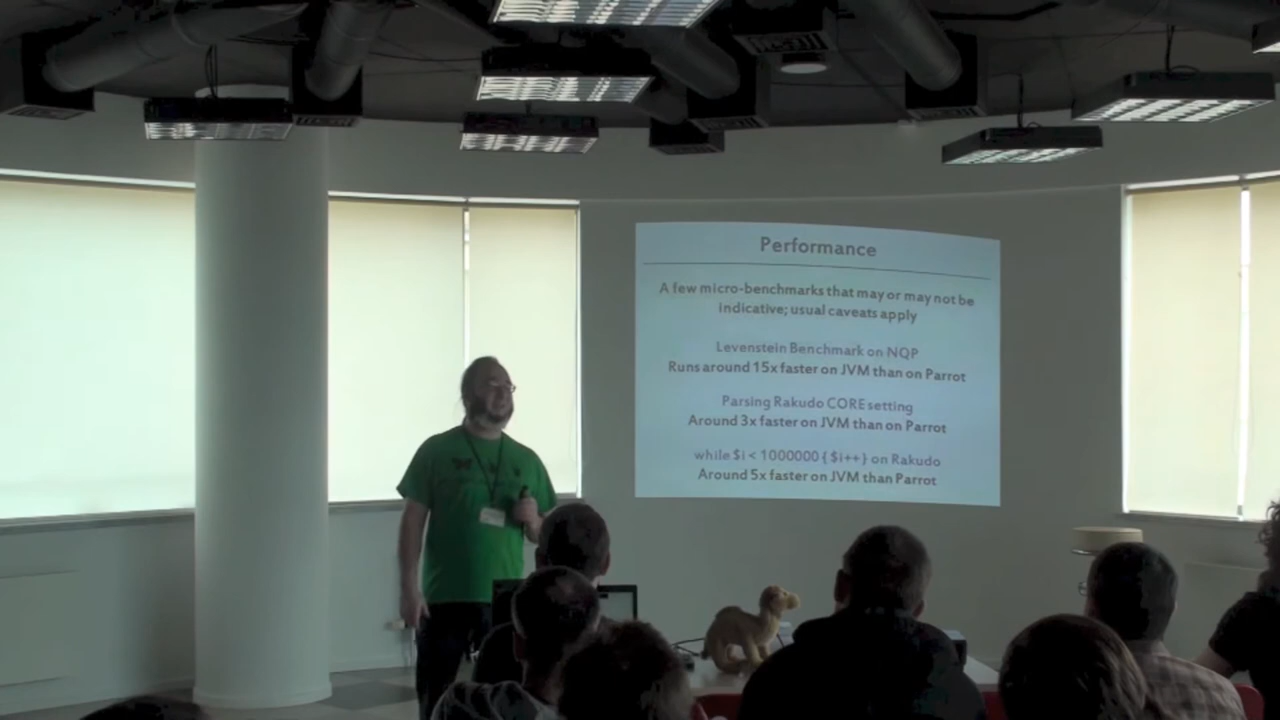 Performance
A few micro-benchmarks that may or may not be
indicative; usual caveats apply
Levenstein Benchmark on NQP
Runs around 15x faster on JVM than on Parrot
Parsing Rakudo CORE setting
Around 3x faster on JVM than on Parrot
while $i < 1000000 { $i++ } on Rakudo
Around 5x faster on JVM than Parrot